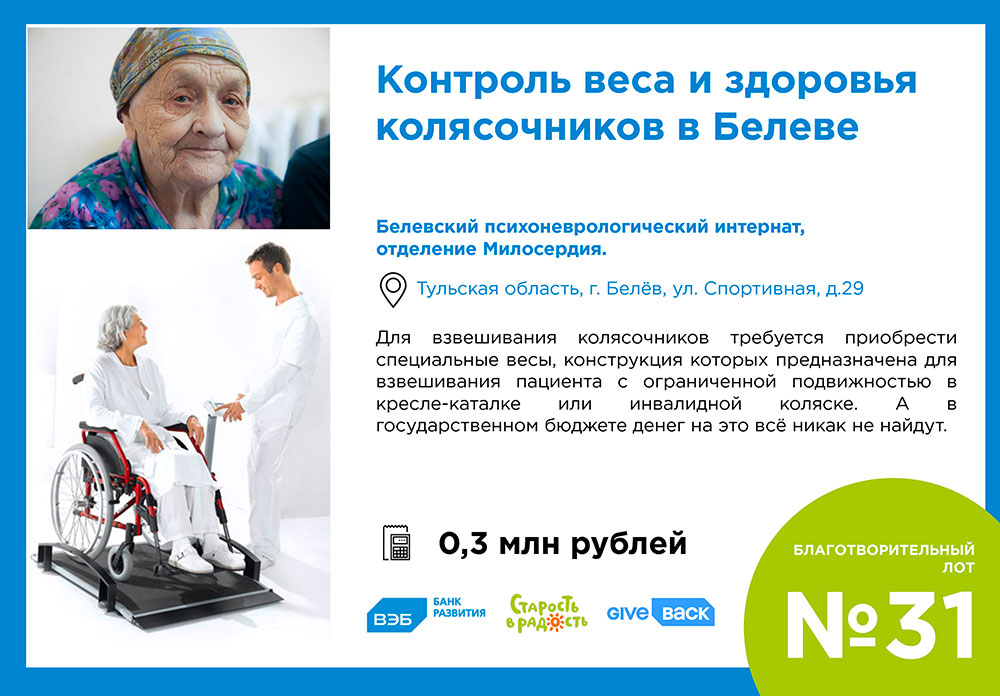 Контроль веса и здоровья
колясочников в Белеве
Белевский психоневрологический интернат,
отделение Милосердия.
Тульская область, г. Белёв, ул. Спортивная, д.29
Для взвешивания колясочников требуется приобрести
специальные весы, конструкция которых предназначена для
взвешивания пациента с ограниченной подвижностью в
кресле-каталке или инвалидной коляске. А в
государственном бюджете денег на это всё никак не найдут.
0,3 млн рублей
ВЭБ
БАНК
РАЗВИТИЯ
Старость
в радость
GIVE BACK
БЛАГОТВОРИТЕЛЬНЫЙ
ЛОТ
№31